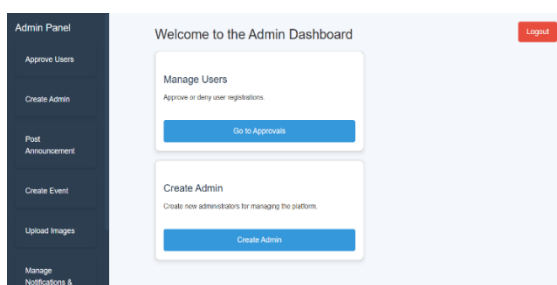 Admin Panel
Approve Users
Create Admin
Post
Announcement
Create Event
Upload Images
Manage
Notifications &
Welcome to the Admin Dashboard
Logout
Manage Users
Approve or deny user registrations.
Go to Approvals
Create Admin
Create new administrators for managing the platform.
Create Admin